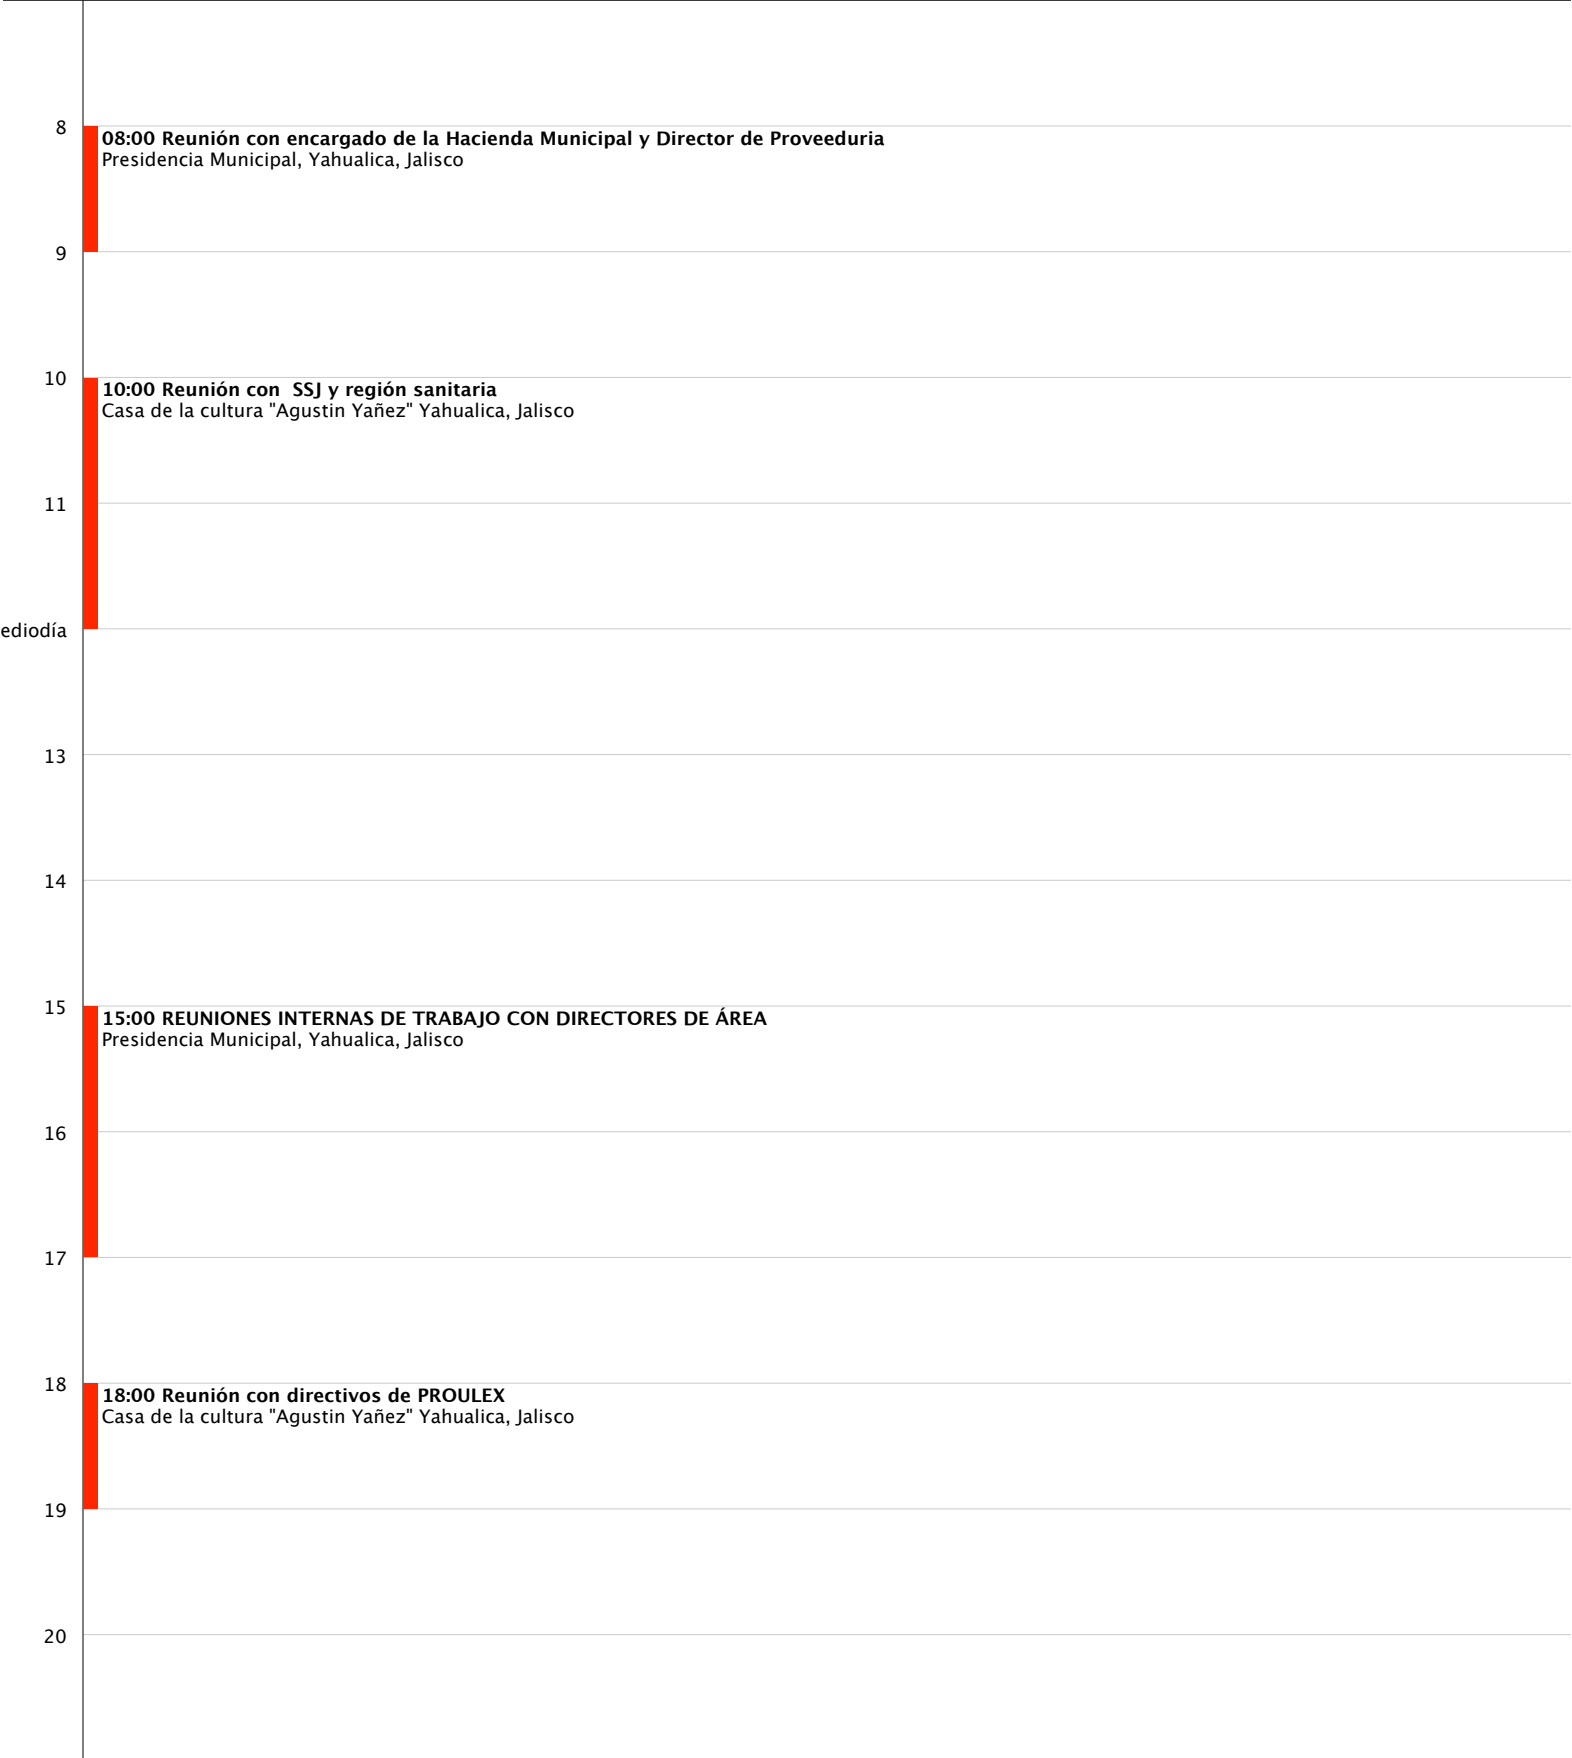 8
08:00 Reunión con encargado de la Hacienda Municipal y Director de Proveeduria
Presidencia Municipal, Yahualica, Jalisco
9
10
10:00 Reunión con  SSJ y región sanitaria
Casa de la cultura "Agustin Yañez" Yahualica, Jalisco
11
ediodía
13
14
15
15:00 REUNIONES INTERNAS DE TRABAJO CON DIRECTORES DE ÁREA
Presidencia Municipal, Yahualica, Jalisco
16
17
18
18:00 Reunión con directivos de PROULEX
Casa de la cultura "Agustin Yañez" Yahualica, Jalisco
19
20